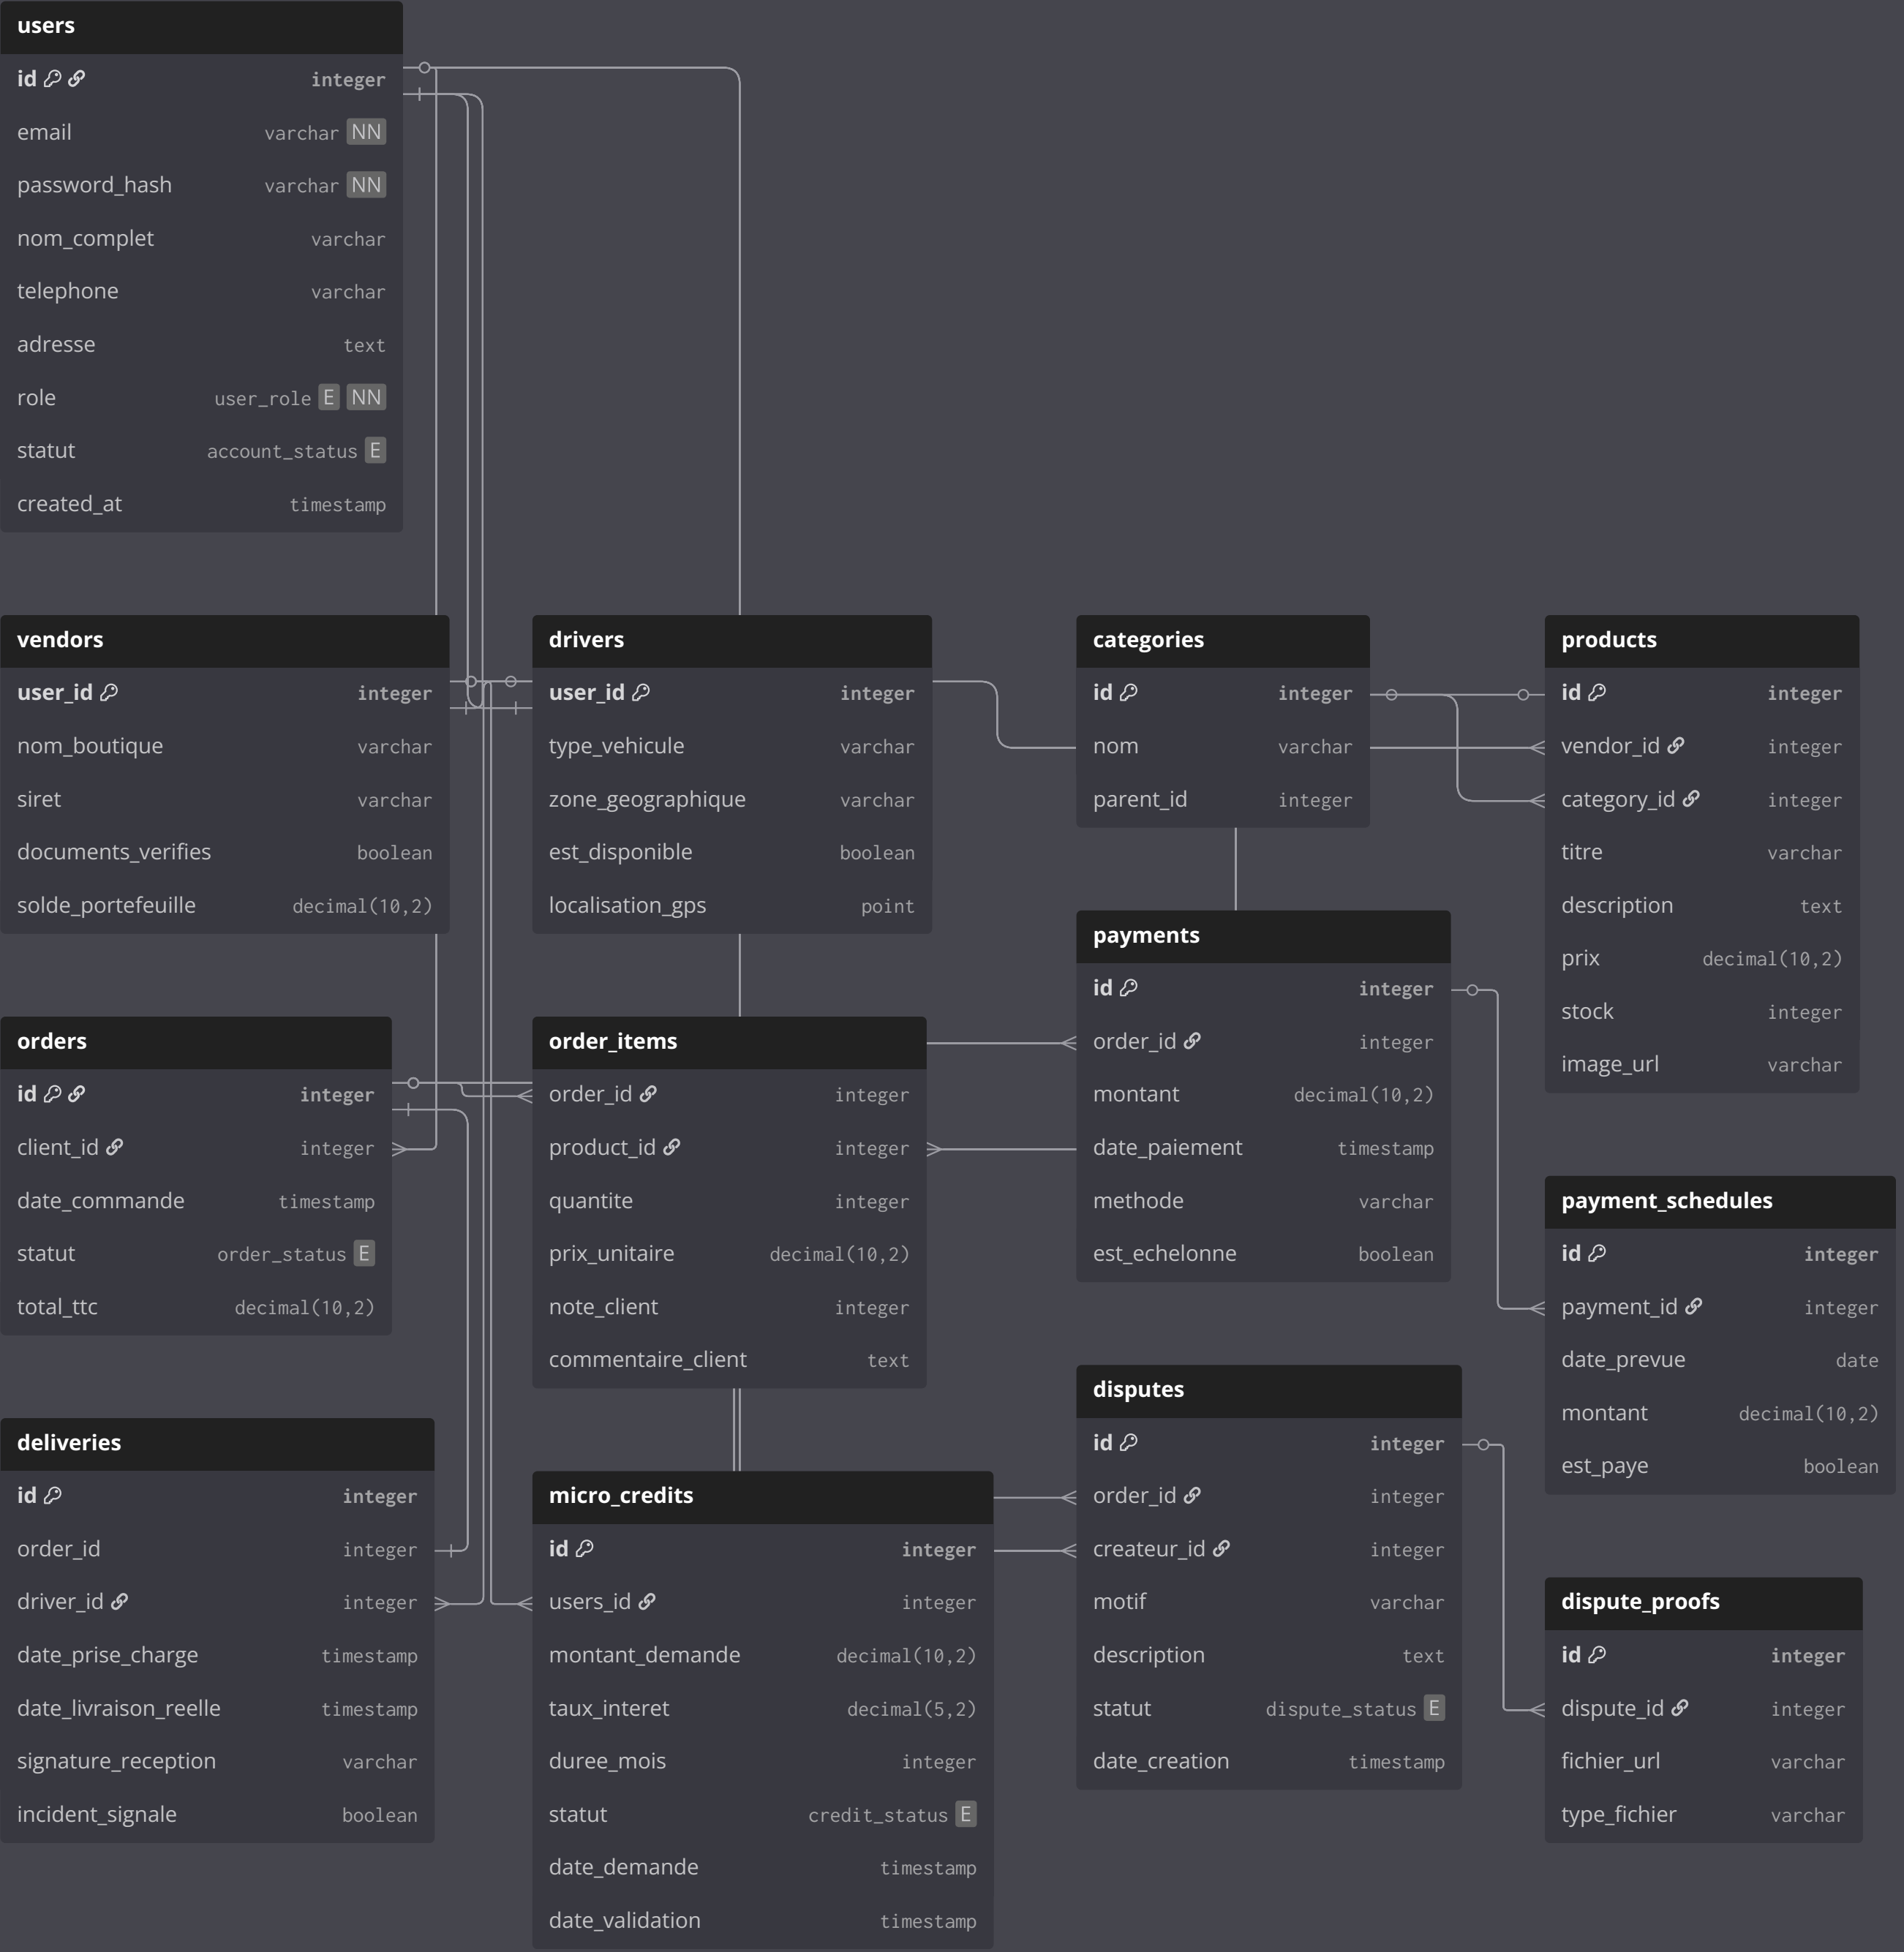 users
id integer
email varchar NN
password_hash varchar NN
nom_complet varchar
telephone varchar
adresse text
role user_role E NN
statut account_status E
created_at timestamp
vendors
user_id integer
nom_boutique varchar
siret varchar
documents_verifies boolean
solde_portefeuille decimal(10,2)
drivers
user_id integer
type_vehicule varchar
zone_geographique varchar
est_disponible boolean
localisation_gps point
categories
id integer
nom varchar
parent_id integer
products
id integer
vendor_id integer
category_id integer
titre varchar
description text
prix decimal(10,2)
stock integer
image_url varchar
payments
id integer
order_id integer
montant decimal(10,2)
date_paiement timestamp
methode varchar
est_echelonne boolean
orders
id integer
client_id integer
date_commande timestamp
statut order_status E
total_ttc decimal(10,2)
order_items
order_id integer
product_id integer
quantite integer
prix_unitaire decimal(10,2)
note_client integer
commentaire_client text
payment_schedules
id integer
payment_id integer
date_prevue date
montant decimal(10,2)
est_paye boolean
deliveries
id integer
order_id integer
driver_id integer
date_prise_charge timestamp
date_livraison_reelle timestamp
signature_reception varchar
incident_signale boolean
micro_credits
id integer
users_id integer
montant_demande decimal(10,2)
taux_interet decimal(5,2)
duree_mois integer
statut credit_status E
date_demande timestamp
date_validation timestamp
disputes
id integer
order_id integer
createur_id integer
motif varchar
description text
statut dispute_status E
date_creation timestamp
dispute_proofs
id integer
dispute_id integer
fichier_url varchar
type_fichier varchar